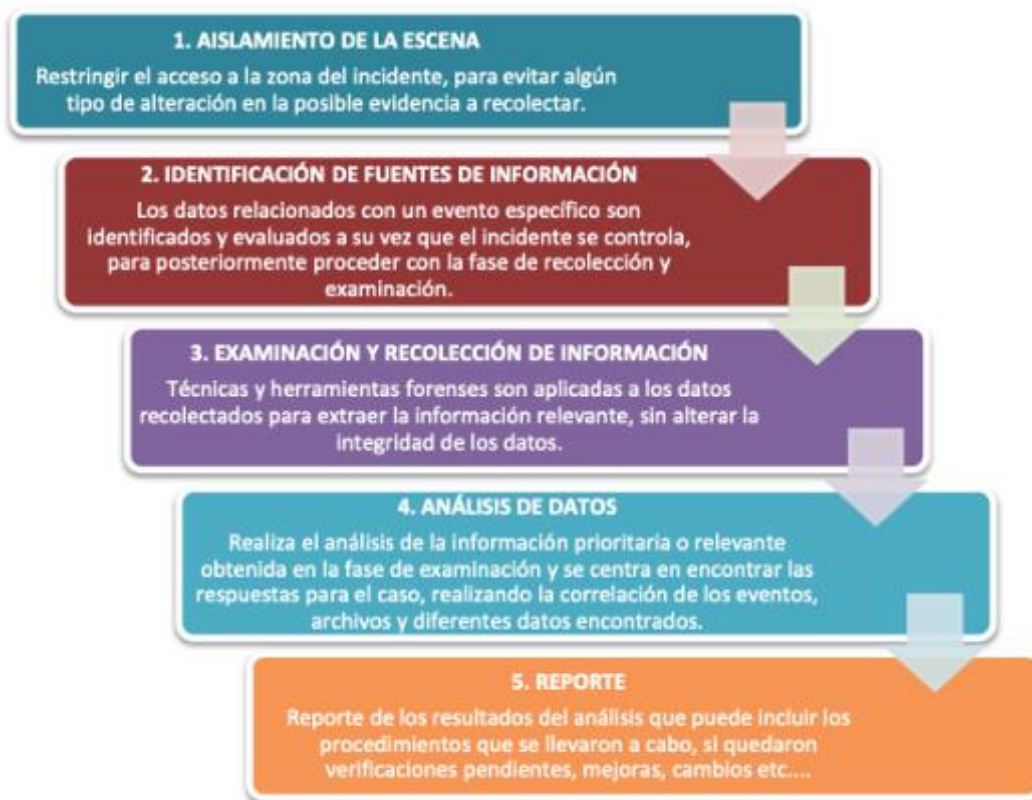 1. AISLAMIENTO DE LA ESCENA
Restringir el acceso a la zona del incidente, para evitar algún
tipo de alteración en la posible evidencia a recolectar.
2. IDENTIFICACIÓN DE FUENTES DE INFORMACIÓN
Los datos relacionados con un evento específico son
identificados y evaluados a su vez que el incidente se controla,
para posteriormente proceder con la fase de recolección y
examinación.
3. EXAMINACIÓN Y RECOLECCIÓN DE INFORMACIÓN
Técnicas y herramientas forenses son aplicadas a los datos
recolectados para extraer la información relevante, sin alterar la
integridad de los datos.
4. ANÁLISIS DE DATOS
Realiza el análisis de la información prioritaria o relevante
obtenida en la fase de examinación y se centra en encontrar las
respuestas para el caso, realizando la correlación de los eventos,
archivos y diferentes datos encontrados.
5. REPORTE
Reporte de los resultados del análisis que puede incluir los
procedimientos que se llevaron a cabo, si quedaron
verificaciones pendientes, mejoras, cambios etc....